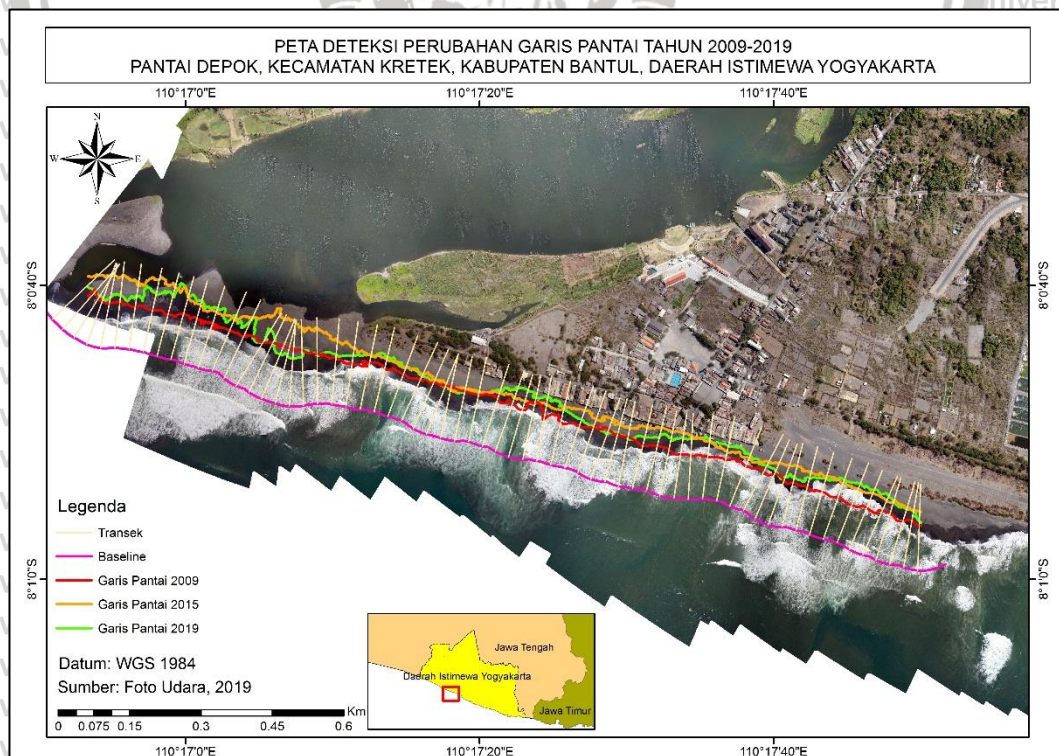 Univer
PETA DETEKSI PERUBAHAN GARIS PANTAI TAHUN 2009-2019
PANTAI DEPOK, KECAMATAN KRETEK, KABUPATEN BANTUL, DAERAH ISTIMEWA YOGYAKARTA
110°17'0"E 110°17'20"E 110°17'40"E
N
W E
S
8°0'40"S 8°0'40"S
8°1'0"S 8°1'0"S
Legenda
Transek
Baseline
Garis Pantai 2009
Garis Pantai 2015
Garis Pantai 2019
Datum: WGS 1984
Sumber: Foto Udara, 2019
Km
0 0.075 0.15 0.3 0.45 0.6
Jawa Tengah
Daerah Istimewa Yogyakarta
Jawa Timur
110°17'0"E 110°17'20"E 110°17'40"E